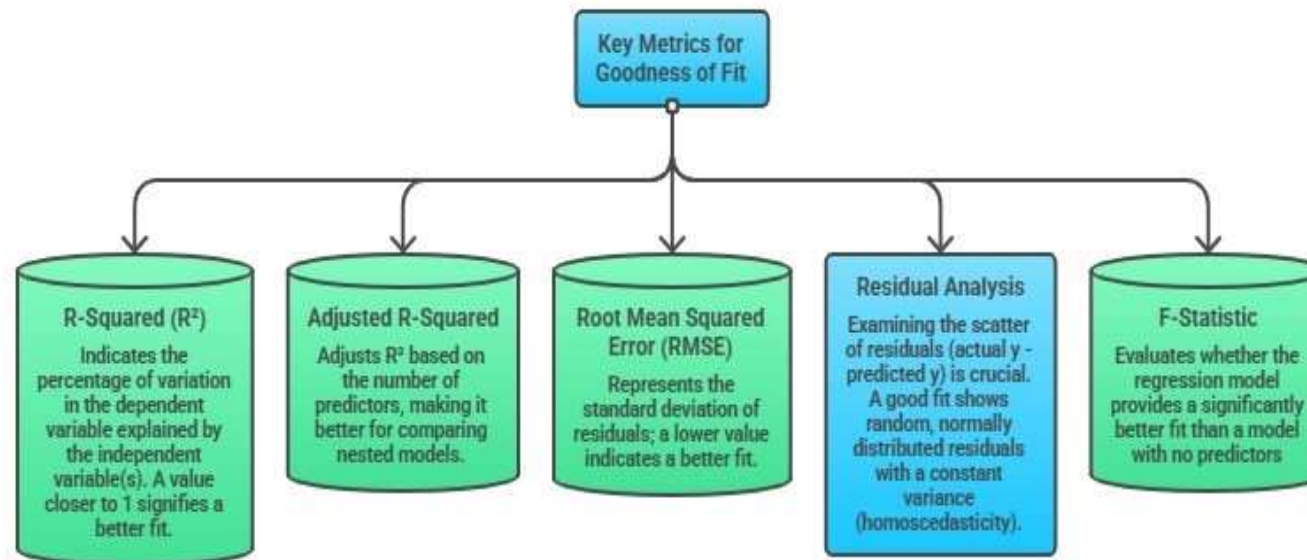 Key Metrics for
Goodness of Fit
R-Squared (R²)
Indicates the
percentage of variation
in the dependent
variable explained by
the independent
variable(s). A value
closer to 1 signifies a
better fit.
Adjusted R-Squared
Adjusts R² based on
the number of
predictors, making it
better for comparing
nested models.
Root Mean Squared
Error (RMSE)
Represents the
standard deviation of
residuals; a lower value
indicates a better fit.
Residual Analysis
Examining the scatter
of residuals (actual y -
predicted y) is crucial.
A good fit shows
random, normally
distributed residuals
with a constant
variance
(homoscedasticity).
F-Statistic
Evaluates whether the
regression model
provides a significantly
better fit than a model
with no predictors